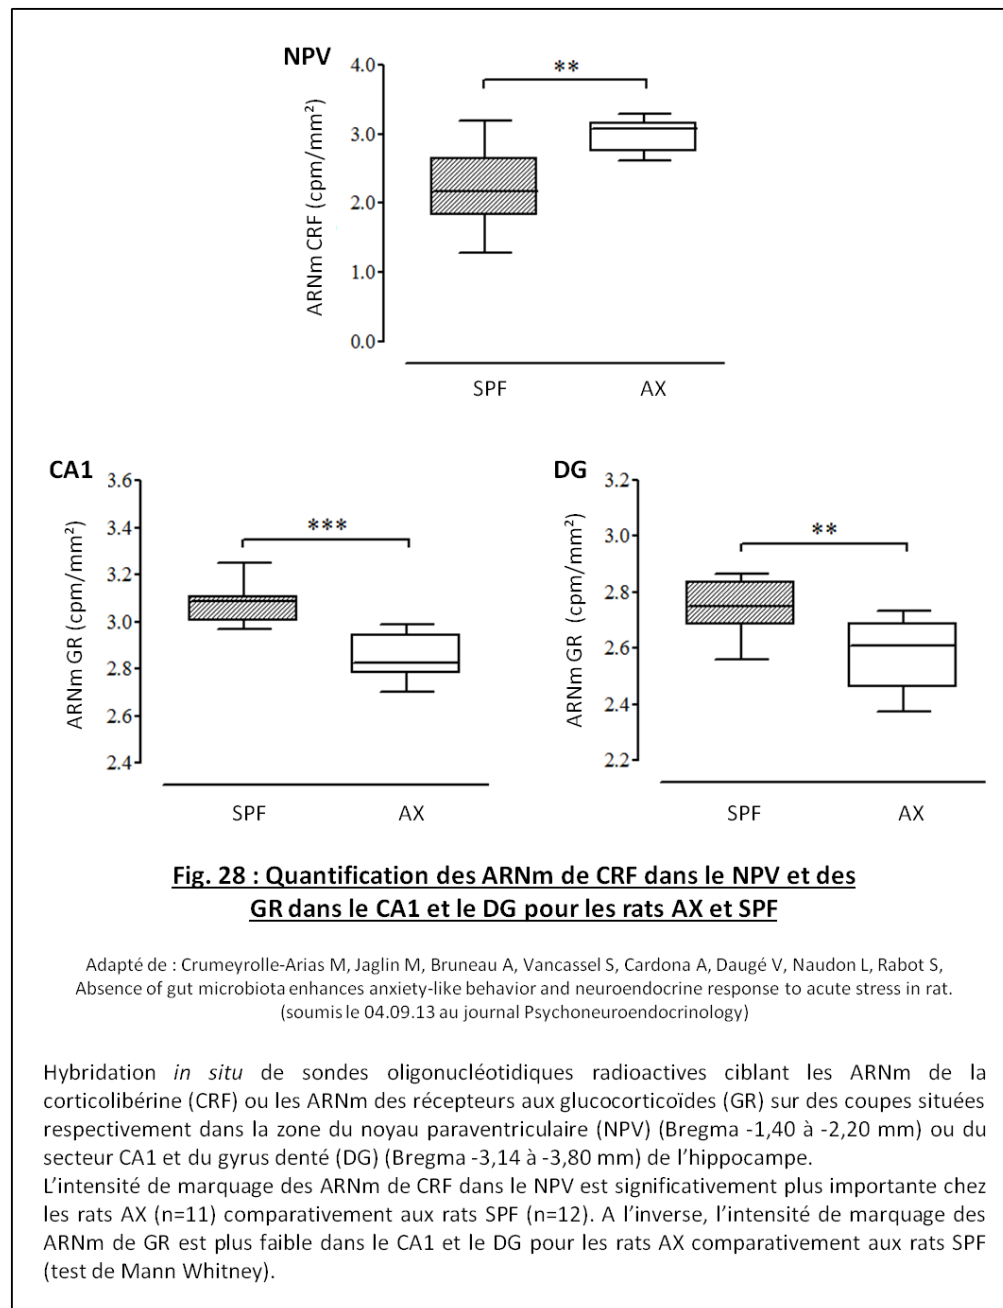 NPV
**
4.0
3.0
2.0
1.0
0.0
ARNm CRF (cpm/mm²)
SPF AX
CA1
***
3.6
3.4
3.2
3.0
2.8
2.6
2.4
ARNm GR (cpm/mm²)
SPF AX
DG
**
3.2
3.0
2.8
2.6
2.4
2.2
ARNm GR (cpm/mm²)
SPF AX
Fig. 28 : Quantification des ARNm de CRF dans le NPV et des
GR dans le CA1 et le DG pour les rats AX et SPF
Adapté de : Crumeyrolle-Arias M, Jaglin M, Bruneau A, Vancassel S, Cardona A, Daugé V, Naudon L, Rabot S,
Absence of gut microbiota enhances anxiety-like behavior and neuroendocrine response to acute stress in rat.
(soumis le 04.09.13 au journal Psychoneuroendocrinology)
Hybridation in situ de sondes oligonucléotidiques radioactives ciblant les ARNm de la
corticolibérine (CRF) ou les ARNm des récepteurs aux glucocorticoïdes (GR) sur des coupes situées
respectivement dans la zone du noyau paraventriculaire (NPV) (Bregma -1,40 à -2,20 mm) ou du
secteur CA1 et du gyrus denté (DG) (Bregma -3,14 à -3,80 mm) de l’hippocampe.
L’intensité de marquage des ARNm de CRF dans le NPV est significativement plus importante chez
les rats AX (n=11) comparativement aux rats SPF (n=12). A l’inverse, l’intensité de marquage des
ARNm de GR est plus faible dans le CA1 et le DG pour les rats AX comparativement aux rats SPF
(test de Mann Whitney).